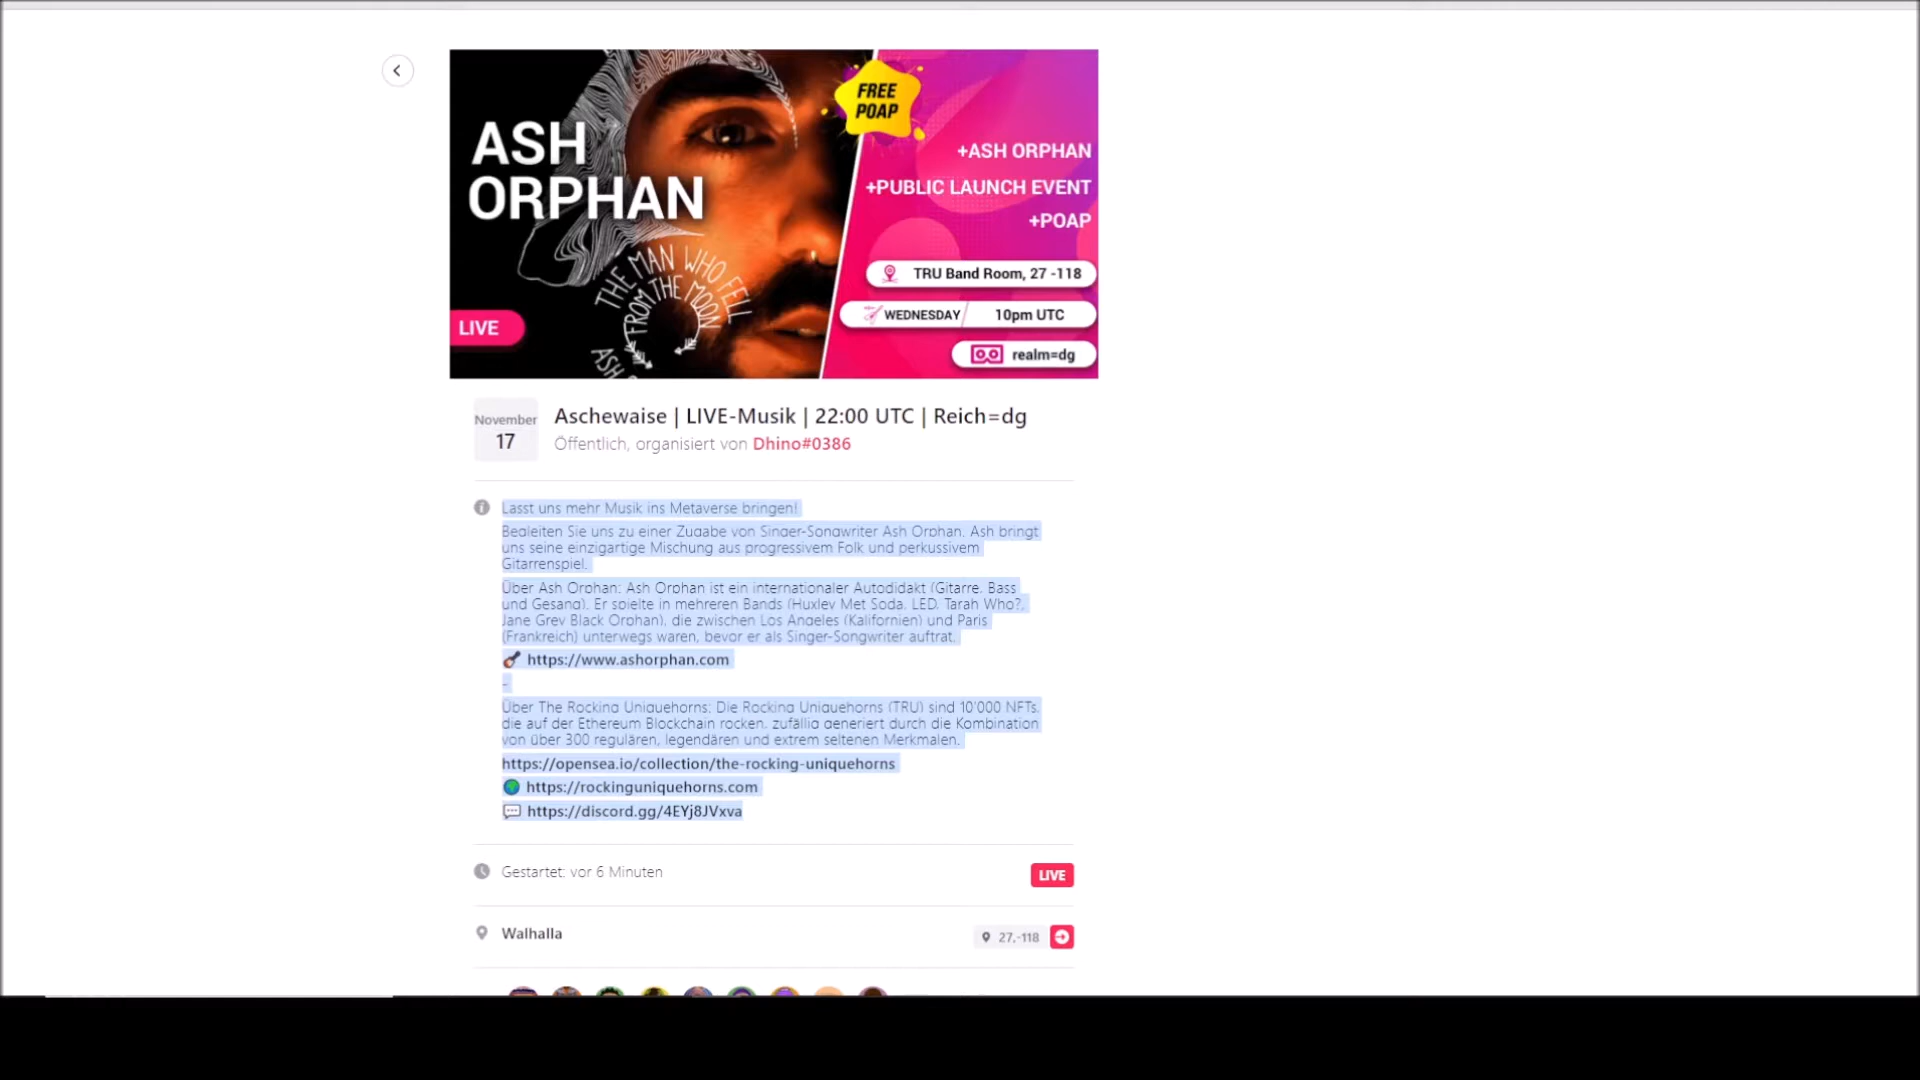 ASH
ORPHAN
THE MAN WHO FELL
FROM THE MOON
LIVE
FREE
POAP
+ASH ORPHAN
+PUBLIC LAUNCH EVENT
+POAP
TRU Band Room, 27 -118
WEDNESDAY 10pm UTC
realm=dg
November
17
Aschewaise | LIVE-Musik | 22:00 UTC | Reich=dg
Öffentlich, organisiert von Dhino#0386
Lasst uns mehr Musik ins Metaverse bringen!
Begleiten Sie uns zu einer Zugabe von Singer-Songwriter Ash Orphan. Ash bringt
uns seine einzigartige Mischung aus progressivem Folk und perkussivem
Gitarrenspiel.
Über Ash Orphan: Ash Orphan ist ein internationaler Autodidakt (Gitarre, Bass
und Gesang). Er spielte in mehreren Bands (Huxley Met Soda, LED, Tarah Who?,
Jane Grey Black Orphan), die zwischen Los Angeles (Kalifornien) und Paris
(Frankreich) unterwegs waren, bevor er als Singer-Songwriter auftrat.
https://www.ashorphan.com
-
Über The Rocking Uniquehorns: Die Rocking Uniquehorns (TRU) sind 10'000 NFTs,
die auf der Ethereum Blockchain rocken, zufällig generiert durch die Kombination
von über 300 regulären, legendären und extrem seltenen Merkmalen.
https://opensea.io/collection/the-rocking-uniquehorns
https://rockinguniquehorns.com
https://discord.gg/4EYj8JVxva
Gestartet: vor 6 Minuten
LIVE
Walhalla
27,-118